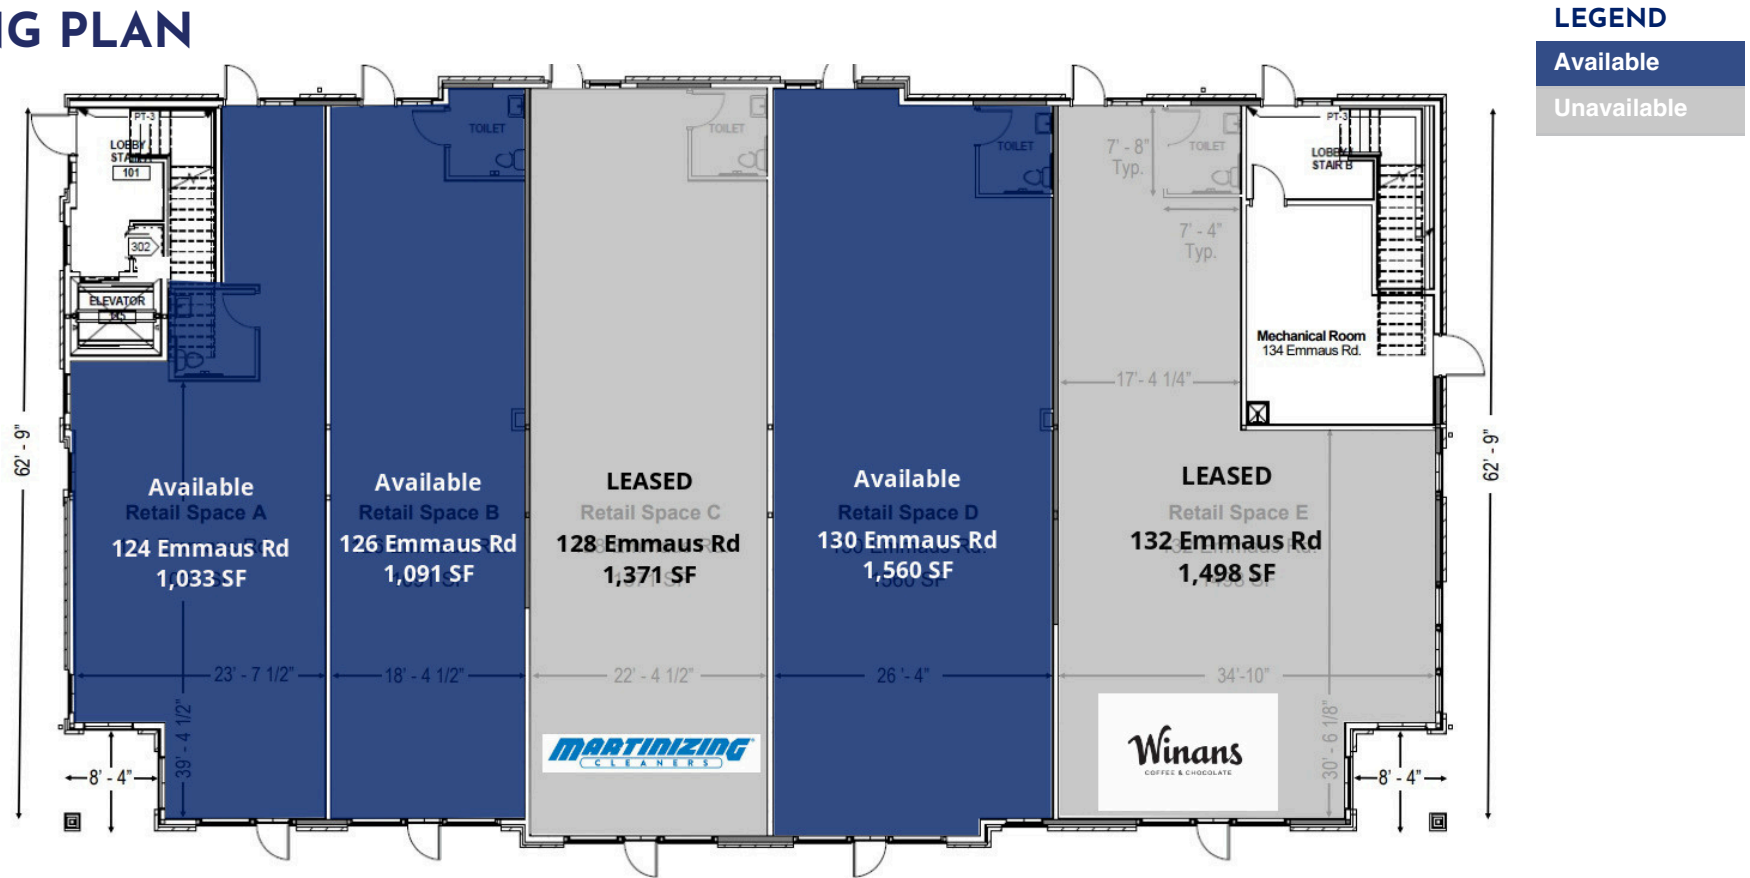 NG PLAN
LEGEND
Available
Unavailable
PT-3
LOBBY
STAIR
101
302
ELEVATOR
TOILET
TOILET
TOILET
7' - 8"
Typ.
TOILET
7' - 4"
Typ.
PT-3
LOBBY
STAIR B
Mechanical Room
134 Emmaus Rd.
17' - 4 1/4"
62' - 9"
62' - 9"
Available
Retail Space A
124 Emmaus Rd
1,033 SF
Available
Retail Space B
126 Emmaus Rd
1,091 SF
LEASED
Retail Space C
128 Emmaus Rd
1,371 SF
Available
Retail Space D
130 Emmaus Rd
1,560 SF
LEASED
Retail Space E
132 Emmaus Rd
1,498 SF
23' - 7 1/2"
18' - 4 1/2"
22' - 4 1/2"
26 '- 4"
34'-10"
39' - 4 1/2"
30' - 6 1/8"
MARTINIZING
CLEANERS
Winans
COFFEE & CHOCOLATE
8' - 4"
8' - 4"